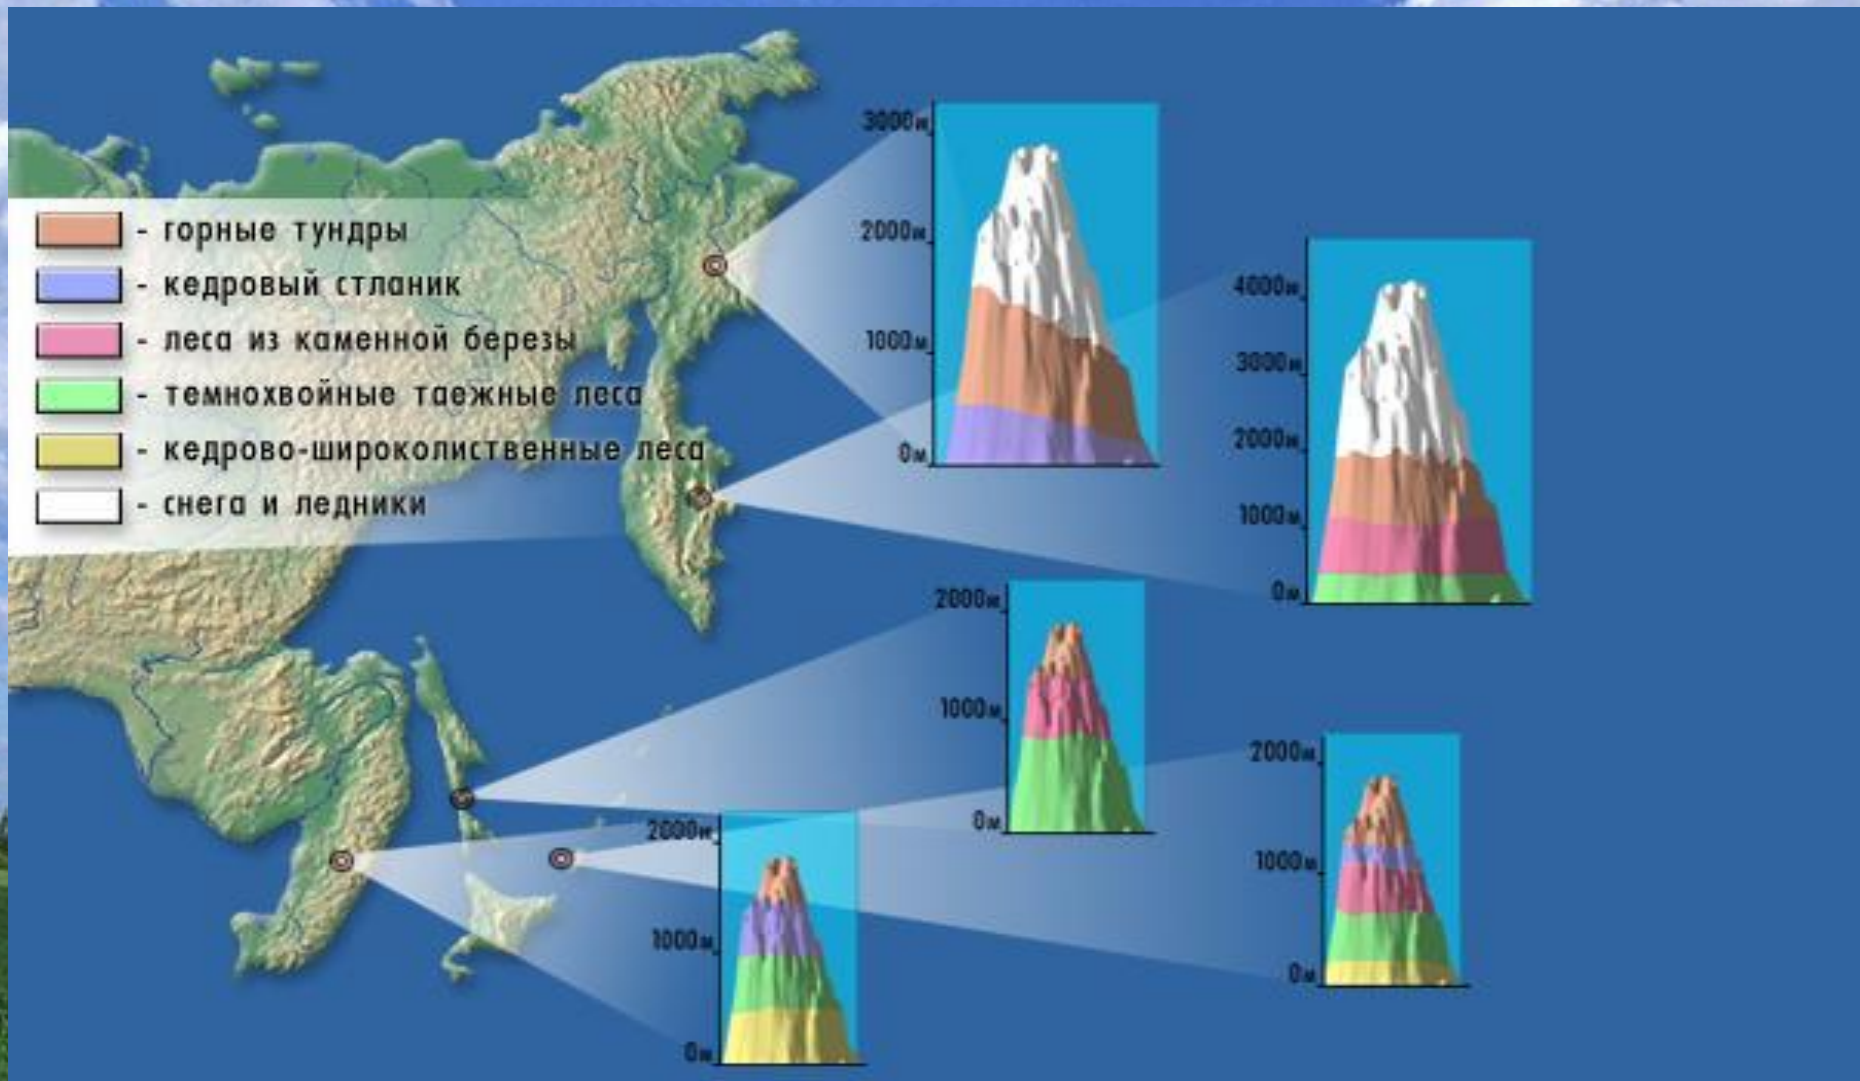 - горные тундры
- кедровый стланик
- леса из каменной березы
- темнохвойные таежные леса
- кедрово-широколиственные леса
- снега и ледники
3000м
2000м
1000м
0м
4000м
3000м
2000м
1000м
0м
2000м
1000м
0м
2000м
1000м
0м
2000м
1000м
0м